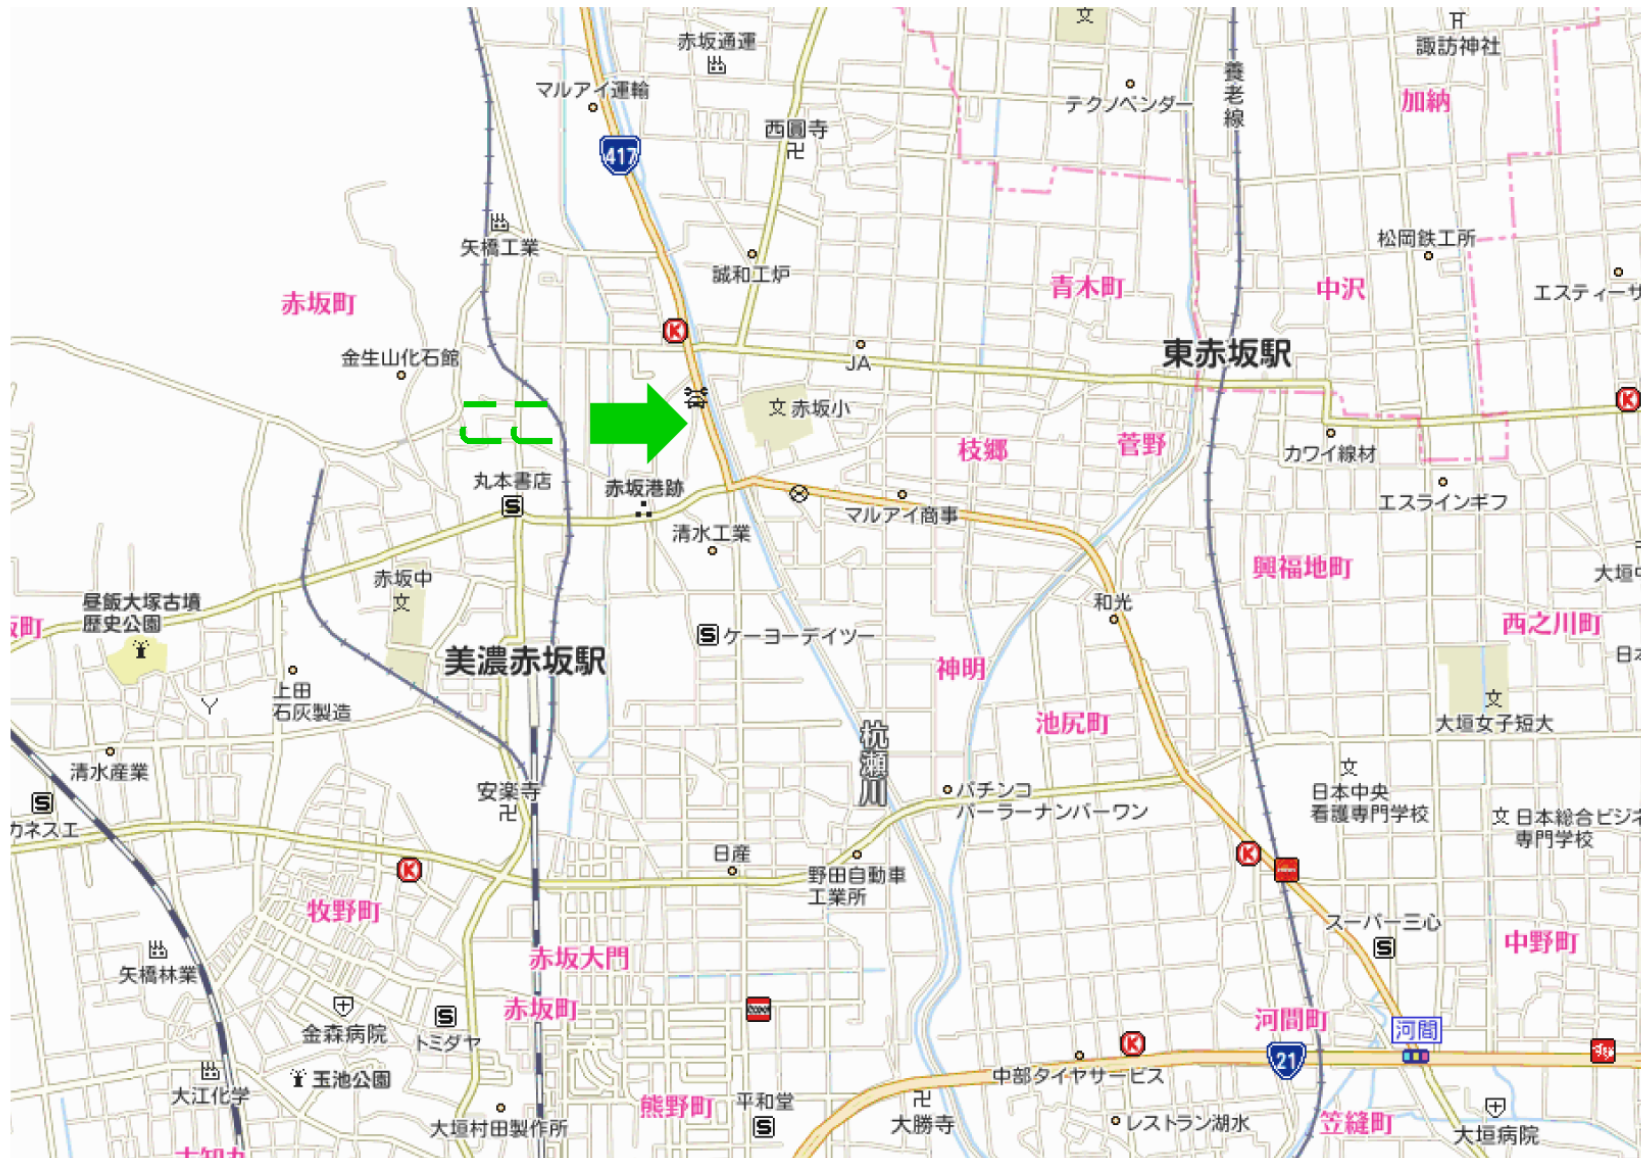 文
赤坂通運
諏訪神社
養老線
マルアイ運輸
テクノベンダー
加納
西圓寺
417
矢橋工業
松岡鉄工所
誠和工炉
青木町
中沢
エスティーサ
赤坂町
K
東赤坂駅
金生山化石館
JA
文 赤坂小
K
枝郷
菅野
カワイ線材
丸本書店
S
赤坂港跡
マルアイ商事
エスラインギフ
清水工業
赤坂中
文
興福地町
大垣
昼飯大塚古墳
歴史公園
和光
坂町
西之川町
S ケーヨーデイツー
美濃赤坂駅
神明
日本
上田
石灰製造
文
大垣女子短大
池尻町
杭瀬川
清水産業
文
安楽寺
日本中央
看護専門学校
パチンコ
パーラーナンバーワン
S
カネスエ
文 日本総合ビジネ
専門学校
日産
K
K
野田自動車
工業所
牧野町
スーパー三心
S
中野町
赤坂大門
矢橋林業
赤坂町
金森病院
S
トミダヤ
河間町
河間
K
21
大江化学
玉池公園
中部タイヤサービス
熊野町
平和堂
S
大垣村田製作所
大勝寺
レストラン湖水
笠縫町
大垣病院